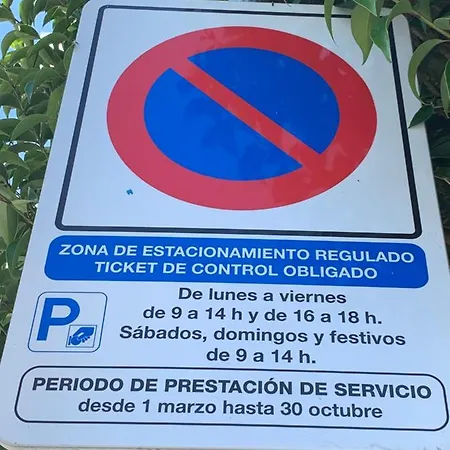 ZONA DE ESTACIONAMIENTO REGULADO
TICKET DE CONTROL OBLIGADO
P
De lunes a viernes
de 9 a 14 h y de 16 a 18 h.
Sábados, domingos y festivos
de 9 a 14 h.
PERIODO DE PRESTACIÓN DE SERVICIO
desde 1 marzo hasta 30 octubre